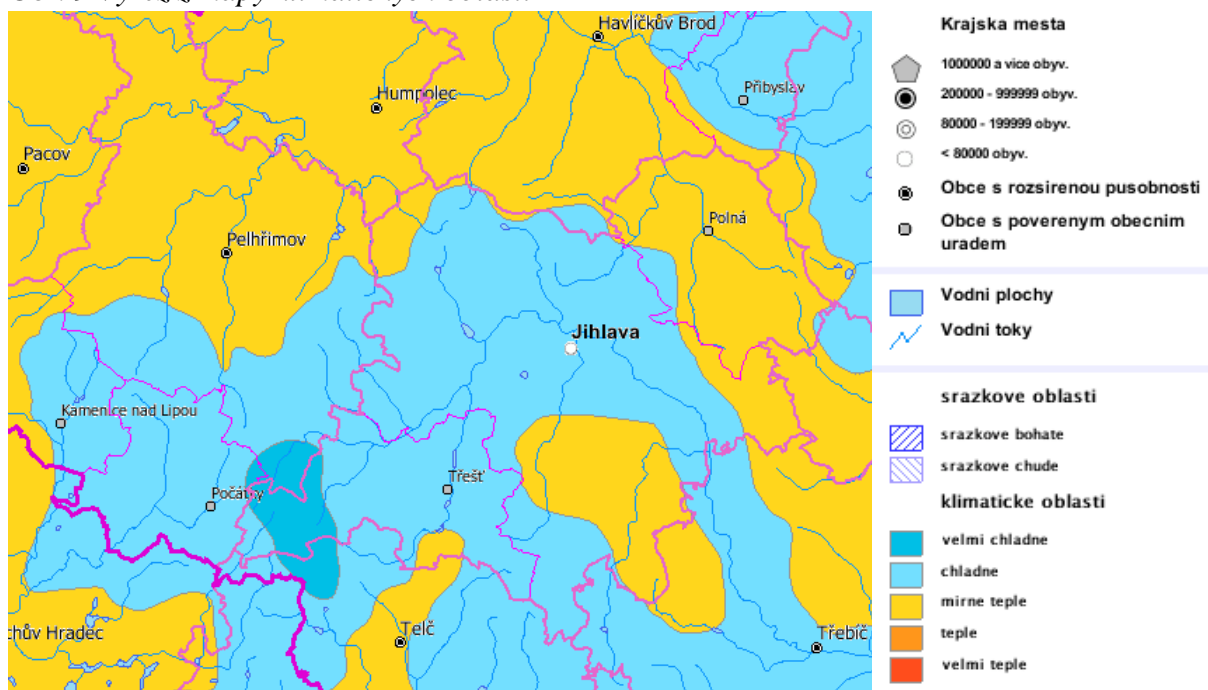 Havlíčkův Brod
Přibyslav
Humpolec
Pacov
Polná
Pelhřimov
Jihlava
Kamenice nad Lipou
Třešť
Počátky
chův Hradec
Telč
Třebíč
Krajska mesta
1000000 a vice obyv.
200000 - 999999 obyv.
80000 - 199999 obyv.
< 80000 obyv.
Obce s rozsirenou pusobnosti
Obce s poverenym obecnim
uradem
Vodni plochy
Vodni toky
srazkove oblasti
srazkove bohate
srazkove chude
klimaticke oblasti
velmi chladne
chladne
mirne teple
teple
velmi teple